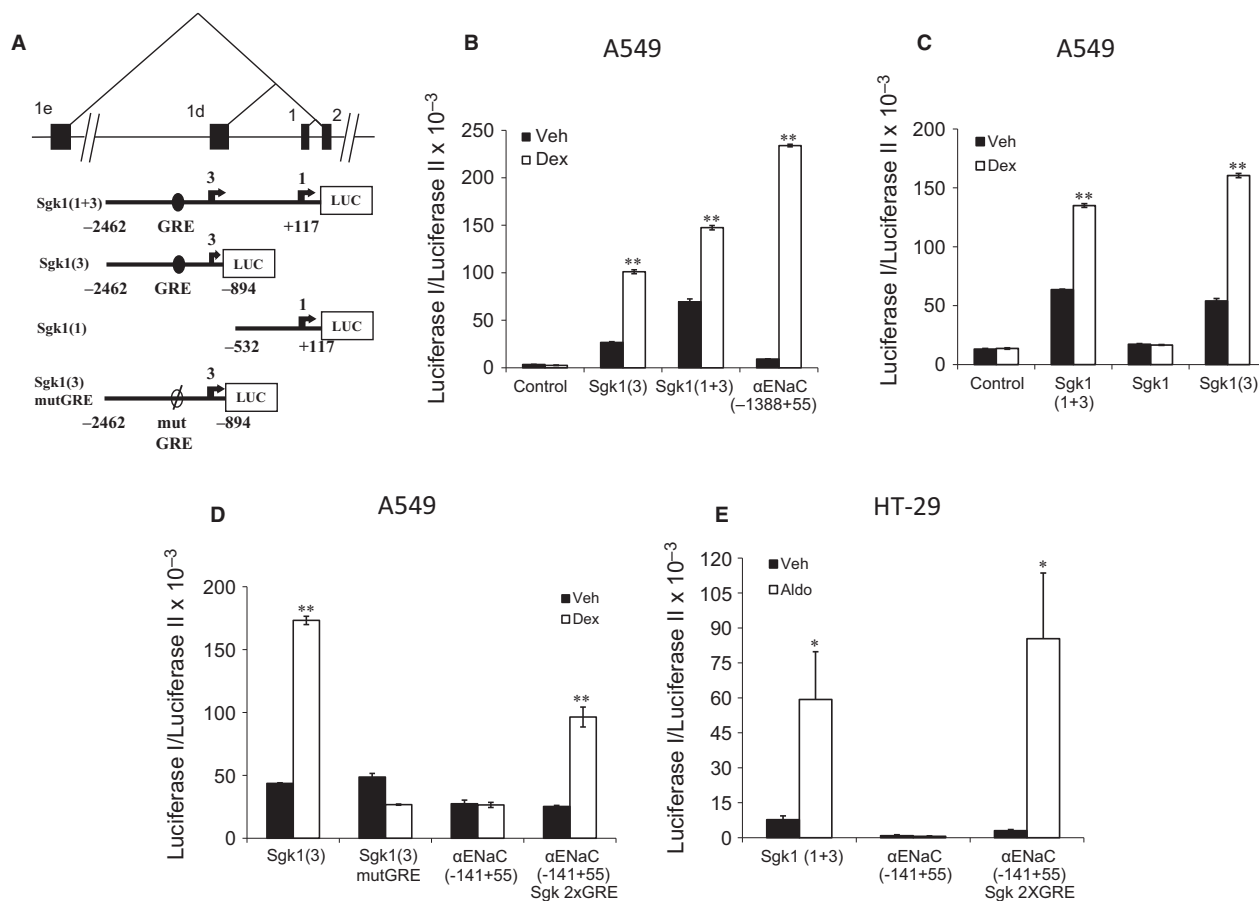 A
1e
1d
1
2
3
1
Sgk1(1+3)
LUC
–2462
GRE
+117
3
Sgk1(3)
LUC
–2462
GRE
–894
1
Sgk1(1)
LUC
–532
+117
Sgk1(3)
mutGRE
3
LUC
–2462
mut
GRE
–894
B
A549
Luciferase I/Luciferase II x 10⁻³
250
200
150
100
50
0
Veh
Dex
**
**
**
Control
Sgk1(3)
Sgk1(1+3)
αENaC
(–1388+55)
C
A549
Luciferase I/Luciferase II x 10⁻³
200
150
100
50
0
Veh
Dex
**
**
Control
Sgk1
(1+3)
Sgk1
Sgk1(3)
D
A549
Luciferase I/Luciferase II x 10⁻³
200
150
100
50
0
Veh
Dex
**
**
Sgk1(3)
Sgk1(3)
mutGRE
αENaC
(-141+55)
αENaC
(-141+55)
Sgk 2xGRE
E
HT-29
Luciferase I/Luciferase II x 10⁻³
120
105
90
75
60
45
30
15
0
Veh
Aldo
*
*
Sgk1 (1+3)
αENaC
(-141+55)
αENaC
(-141+55)
Sgk 2XGRE